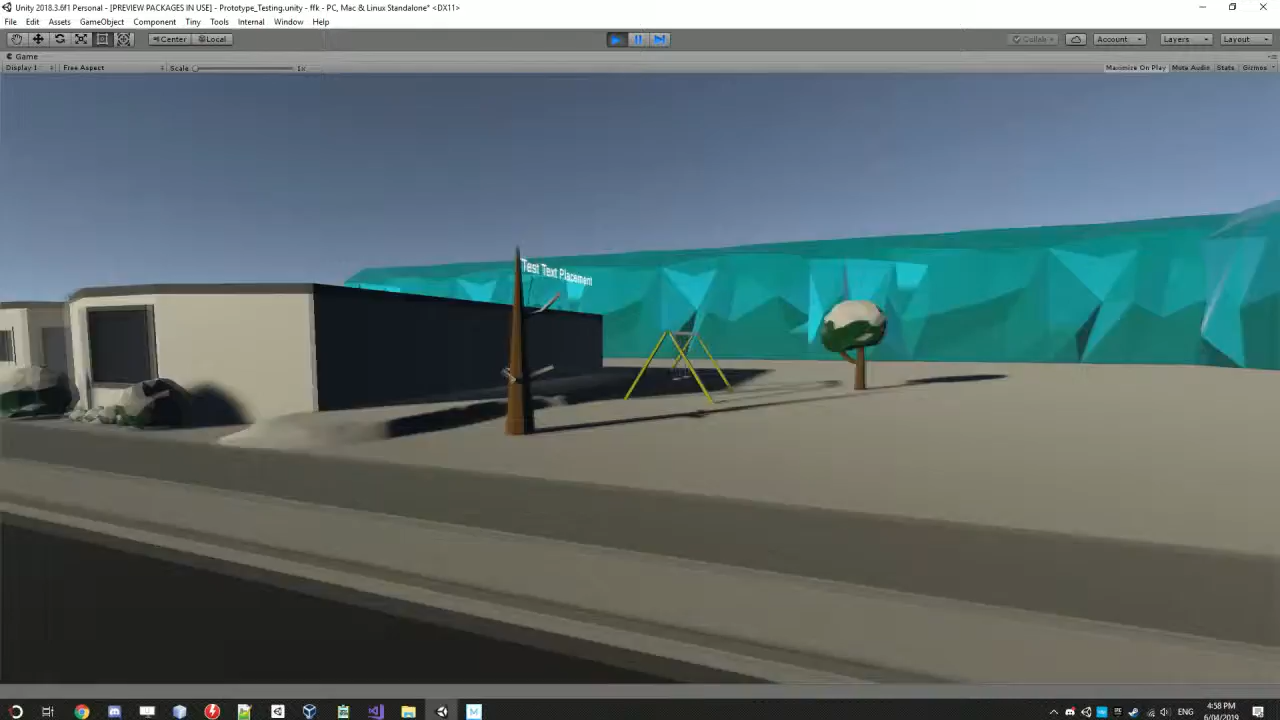 Unity 2018.3.6f1 Personal - [PREVIEW PACKAGES IN USE] - Prototype_Testing.unity - ffk - PC, Mac & Linux Standalone* <DX11>
File Edit Assets GameObject Component Tiny Tools Internal Window Help
Center Local Collab Account Layers Layout
Game
Display 1 Free Aspect Scale 1x Maximize On Play Mute Audio Stats Gizmos
Test Text Placement
4:58 PM
ENG
6/04/2019